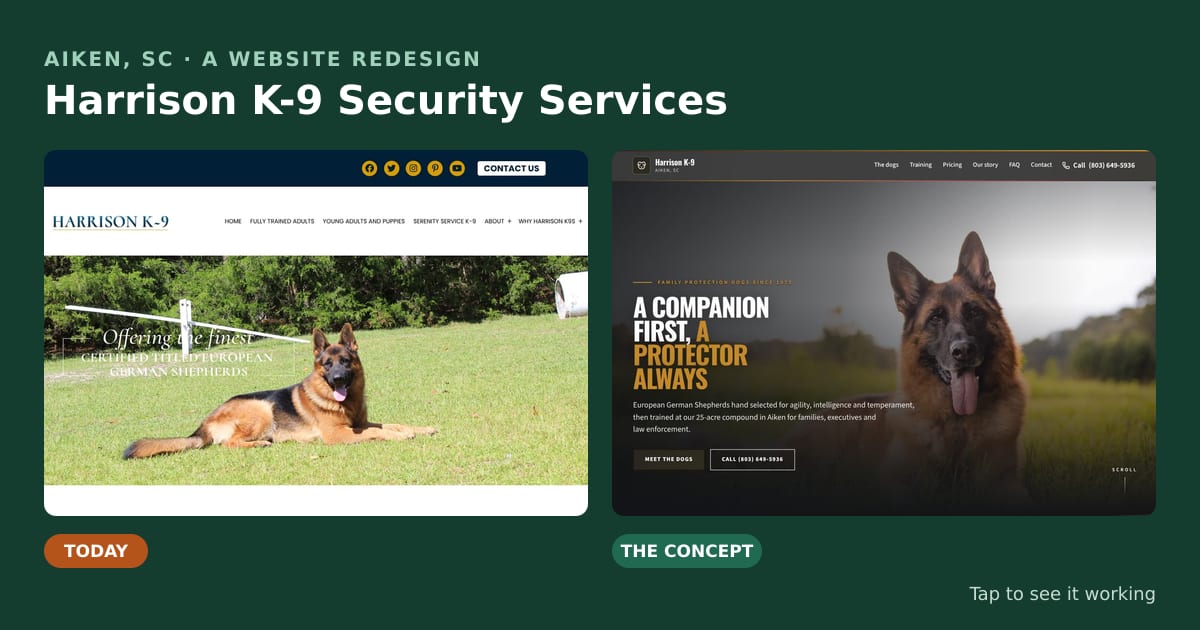 AIKEN, SC · A WEBSITE REDESIGN
Harrison K-9 Security Services
CONTACT US
HARRISON K~9
HOME FULLY TRAINED ADULTS YOUNG ADULTS AND PUPPIES SERENITY SERVICE K-9 ABOUT + WHY HARRISON K9S +
Offering the finest
CERTIFIED TITLED EUROPEAN
GERMAN SHEPHERDS
TODAY
Harrison K-9
AIKEN, SC
The dogs Training Pricing Our story FAQ Contact Call (803) 649-5936
FAMILY PROTECTION DOGS SINCE 1975
A COMPANION
FIRST, A
PROTECTOR
ALWAYS
European German Shepherds hand selected for agility, intelligence and temperament,
then trained at our 25-acre compound in Aiken for families, executives and
law enforcement.
MEET THE DOGS CALL (803) 649-5936
SCROLL
THE CONCEPT
Tap to see it working